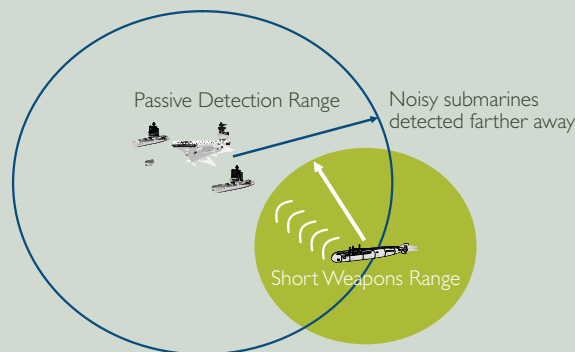 Passive Detection Range
Noisy submarines
detected farther away
Short Weapons Range